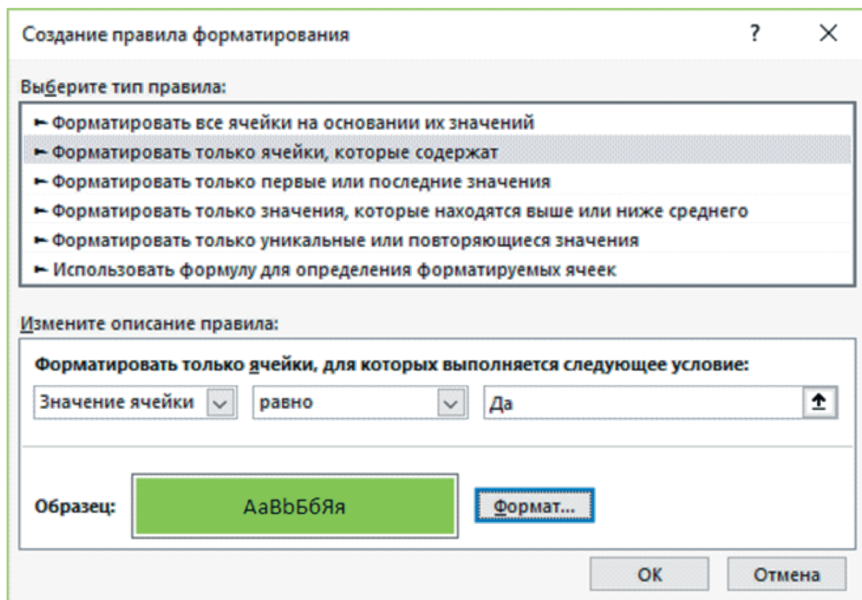 Создание правила форматирования ? ×
Выберите тип правила:
► Форматировать все ячейки на основании их значений
► Форматировать только ячейки, которые содержат
► Форматировать только первые или последние значения
► Форматировать только значения, которые находятся выше или ниже среднего
► Форматировать только уникальные или повторяющиеся значения
► Использовать формулу для определения форматируемых ячеек
Измените описание правила:
Форматировать только ячейки, для которых выполняется следующее условие:
Значение ячейки равно Да
Образец: АаВbБбЯя Формат...
ОК Отмена